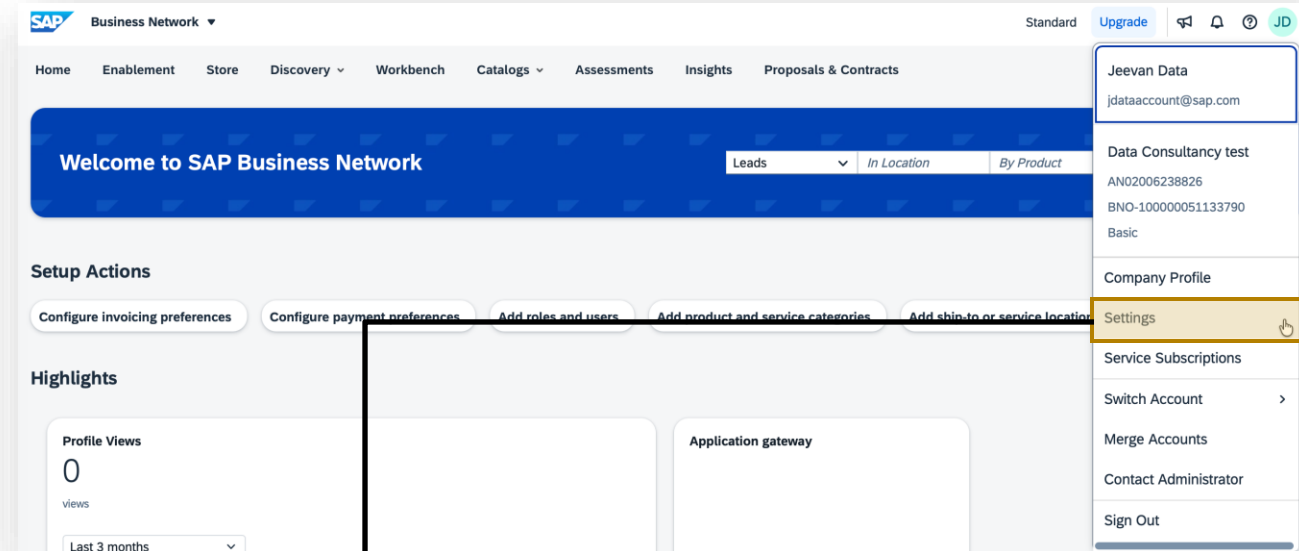 SAP Business Network
Standard Upgrade JD
Home Enablement Store Discovery Workbench Catalogs Assessments Insights Proposals & Contracts
Jeevan Data
jdataaccount@sap.com
Welcome to SAP Business Network
Leads In Location By Product
Data Consultancy test
AN02006238826
BNO-100000051133790
Basic
Setup Actions
Configure invoicing preferences Configure payment preferences Add roles and users Add product and service categories Add ship-to or service location
Company Profile
Settings
Service Subscriptions
Switch Account
Merge Accounts
Contact Administrator
Sign Out
Highlights
Profile Views
0
views
Last 3 months
Application gateway